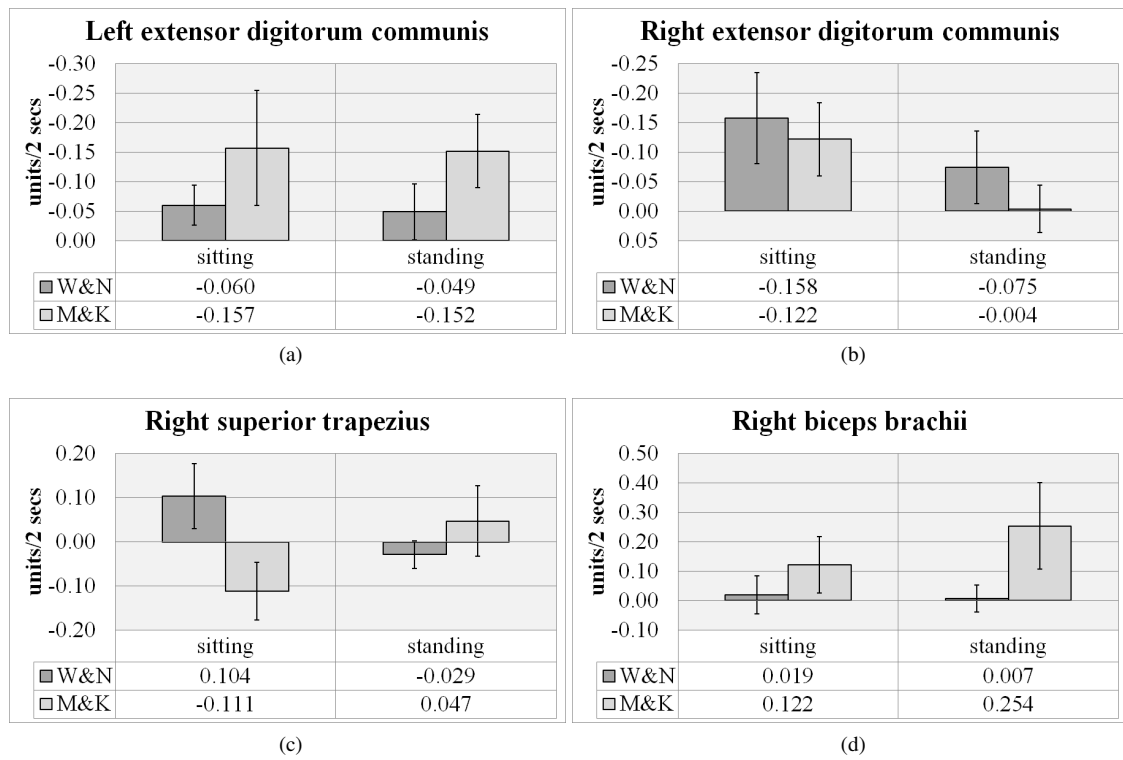 Left extensor digitorum communis
units/2 secs
-0.30
-0.25
-0.20
-0.15
-0.10
-0.05
0.00
sitting standing
W&N -0.060 -0.049
M&K -0.157 -0.152
(a)
Right extensor digitorum communis
units/2 secs
-0.25
-0.20
-0.15
-0.10
-0.05
0.00
0.05
sitting standing
W&N -0.158 -0.075
M&K -0.122 -0.004
(b)
Right superior trapezius
units/2 secs
0.20
0.10
0.00
-0.10
-0.20
sitting standing
W&N 0.104 -0.029
M&K -0.111 0.047
(c)
Right biceps brachii
units/2 secs
0.50
0.40
0.30
0.20
0.10
0.00
-0.10
sitting standing
W&N 0.019 0.007
M&K 0.122 0.254
(d)